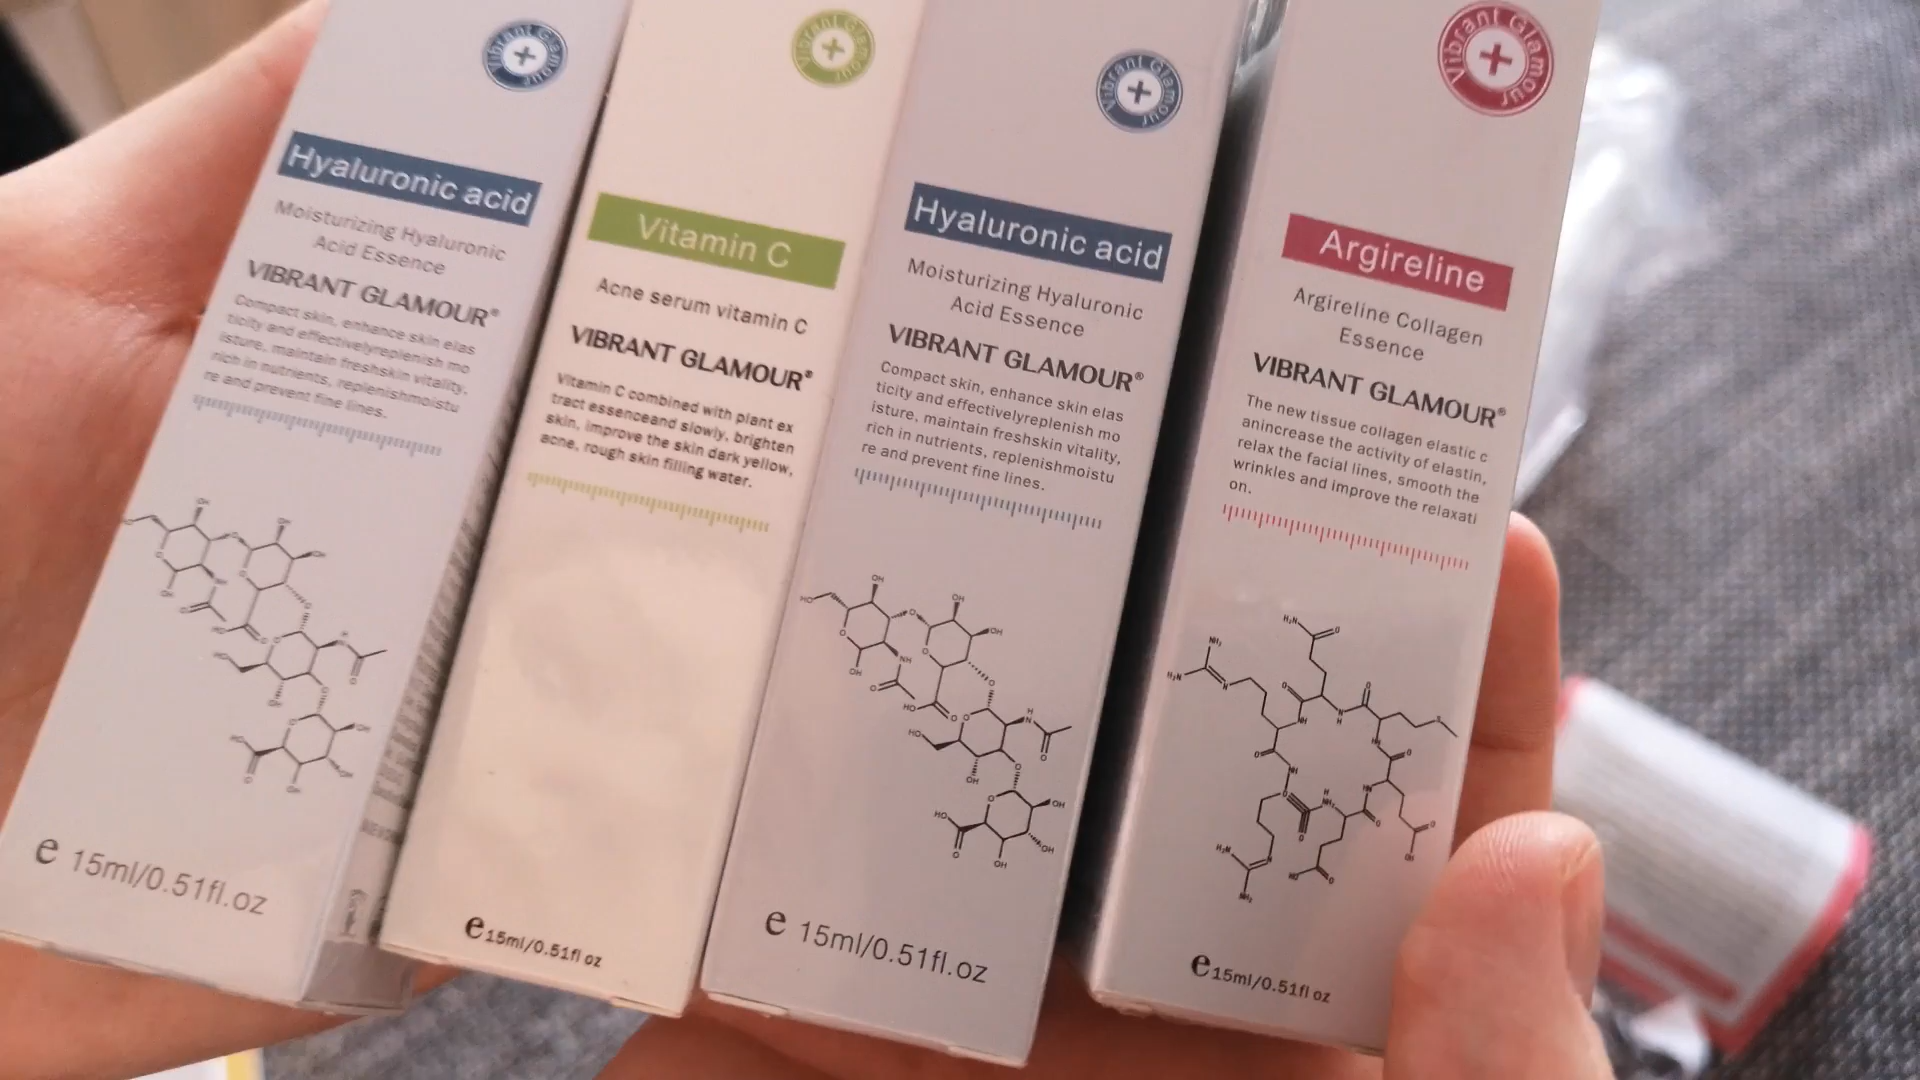 Vibrant Glamour
Hyaluronic acid
Moisturizing Hyaluronic
Acid Essence
VIBRANT GLAMOUR®
Compact skin, enhance skin elas
ticity and effectivelyreplenish mo
isture, maintain freshskin vitality,
rich in nutrients, replenishmoistu
re and prevent fine lines.
e 15ml/0.51fl.oz
Vibrant Glamour
Vitamin C
Acne serum vitamin C
VIBRANT GLAMOUR®
Vitamin C combined with plant ex
tract essenceand slowly, brighten
skin, improve the skin dark yellow,
acne, rough skin filling water.
e 15ml/0.51fl oz
Vibrant Glamour
Hyaluronic acid
Moisturizing Hyaluronic
Acid Essence
VIBRANT GLAMOUR®
Compact skin, enhance skin elas
ticity and effectivelyreplenish mo
isture, maintain freshskin vitality,
rich in nutrients, replenishmoistu
re and prevent fine lines.
e 15ml/0.51fl.oz
Vibrant Glamour
Argireline
Argireline Collagen
Essence
VIBRANT GLAMOUR®
The new tissue collagen elastic c
anincrease the activity of elastin,
relax the facial lines, smooth the
wrinkles and improve the relaxati
on.
e 15ml/0.51fl oz